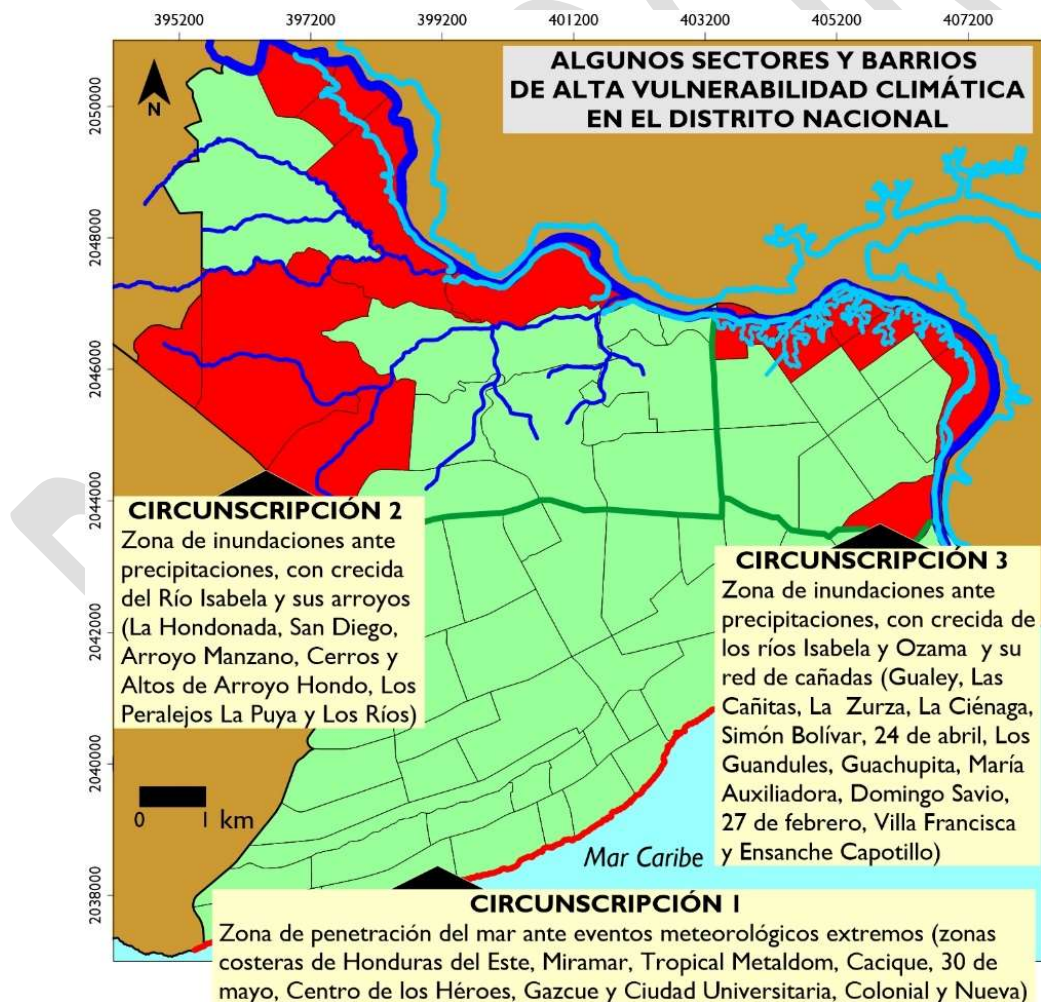 395200 397200 399200 401200 403200 405200 407200
ALGUNOS SECTORES Y BARRIOS
DE ALTA VULNERABILIDAD CLIMÁTICA
EN EL DISTRITO NACIONAL
N
2050000
2048000
2046000
2044000
2042000
2040000
2038000
CIRCUNSCRIPCIÓN 2
Zona de inundaciones ante
precipitaciones, con crecida
del Río Isabela y sus arroyos
(La Hondonada, San Diego,
Arroyo Manzano, Cerros y
Altos de Arroyo Hondo, Los
Peralejos La Puya y Los Ríos)
CIRCUNSCRIPCIÓN 3
Zona de inundaciones ante
precipitaciones, con crecida de
los ríos Isabela y Ozama y su
red de cañadas (Gualey, Las
Cañitas, La Zurza, La Ciénaga,
Simón Bolívar, 24 de abril, Los
Guandules, Guachupita, María
Auxiliadora, Domingo Savio,
27 de febrero, Villa Francisca
y Ensanche Capotillo)
0 1 km
Mar Caribe
CIRCUNSCRIPCIÓN 1
Zona de penetración del mar ante eventos meteorológicos extremos (zonas
costeras de Honduras del Este, Miramar, Tropical Metaldom, Cacique, 30 de
mayo, Centro de los Héroes, Gazcue y Ciudad Universitaria, Colonial y Nueva)